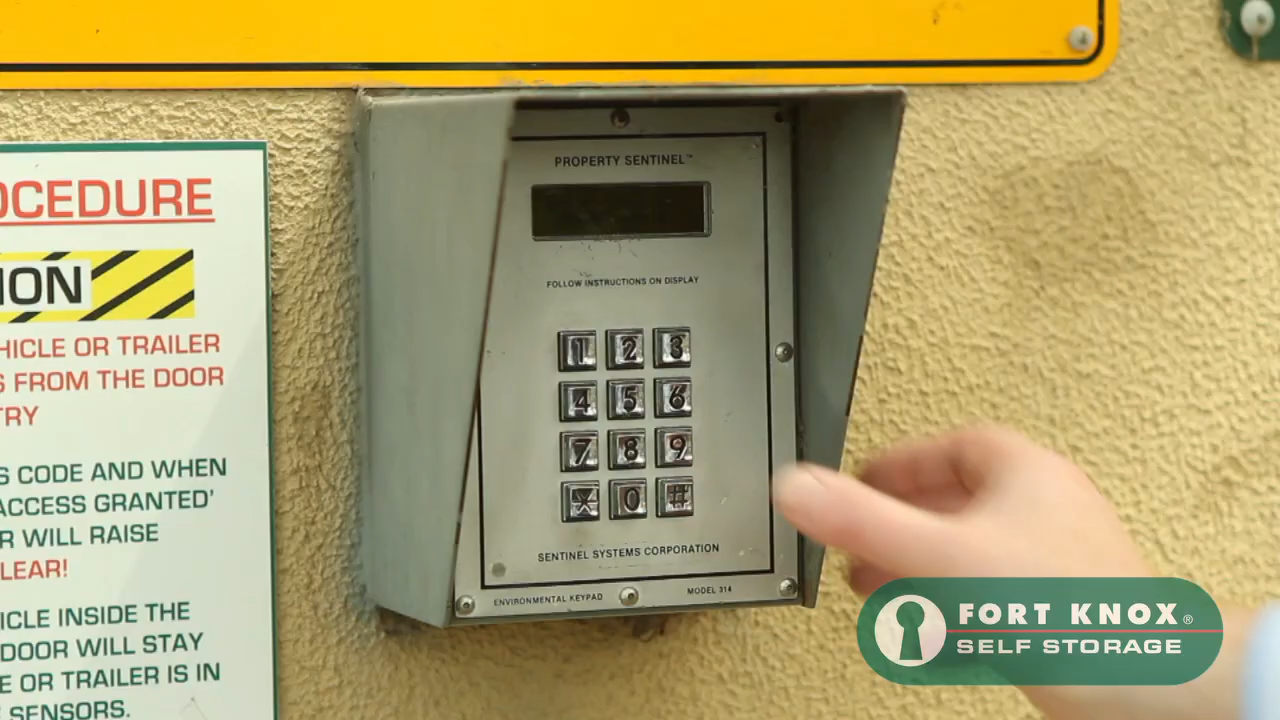 OCEDURE
ION
HICLE OR TRAILER
S FROM THE DOOR
TRY
S CODE AND WHEN
ACCESS GRANTED'
R WILL RAISE
LEAR!
ICLE INSIDE THE
DOOR WILL STAY
E OR TRAILER IS IN
SENSORS.
PROPERTY SENTINEL™
FOLLOW INSTRUCTIONS ON DISPLAY
1 2 3
4 5 6
7 8 9
* 0 #
SENTINEL SYSTEMS CORPORATION
ENVIRONMENTAL KEYPAD MODEL 314
FORT KNOX®
SELF STORAGE